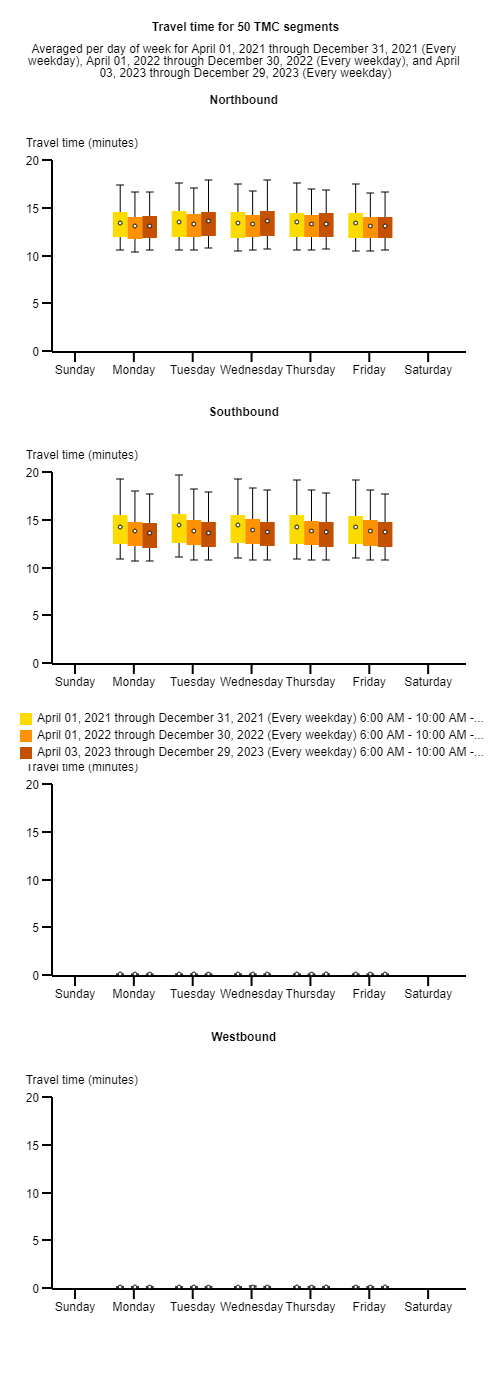 Travel time for 50 TMC segments
Averaged per day of week for April 01, 2021 through December 31, 2021 (Every
weekday), April 01, 2022 through December 30, 2022 (Every weekday), and April
03, 2023 through December 29, 2023 (Every weekday)
Northbound
Travel time (minutes)
20
15
10
5
0
Sunday Monday Tuesday Wednesday Thursday Friday Saturday
Southbound
Travel time (minutes)
20
15
10
5
0
Sunday Monday Tuesday Wednesday Thursday Friday Saturday
April 01, 2021 through December 31, 2021 (Every weekday) 6:00 AM - 10:00 AM -...
April 01, 2022 through December 30, 2022 (Every weekday) 6:00 AM - 10:00 AM -...
April 03, 2023 through December 29, 2023 (Every weekday) 6:00 AM - 10:00 AM -...
Travel time (minutes)
20
15
10
5
0
Sunday Monday Tuesday Wednesday Thursday Friday Saturday
Westbound
Travel time (minutes)
20
15
10
5
0
Sunday Monday Tuesday Wednesday Thursday Friday Saturday